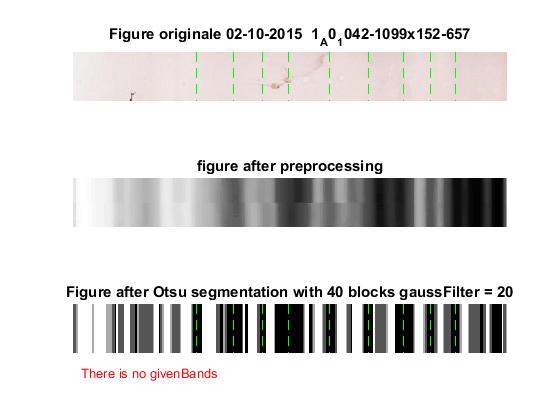 Figure originale 02-10-2015 1A01042-1099x152-657
figure after preprocessing
Figure after Otsu segmentation with 40 blocks gaussFilter = 20
There is no givenBands